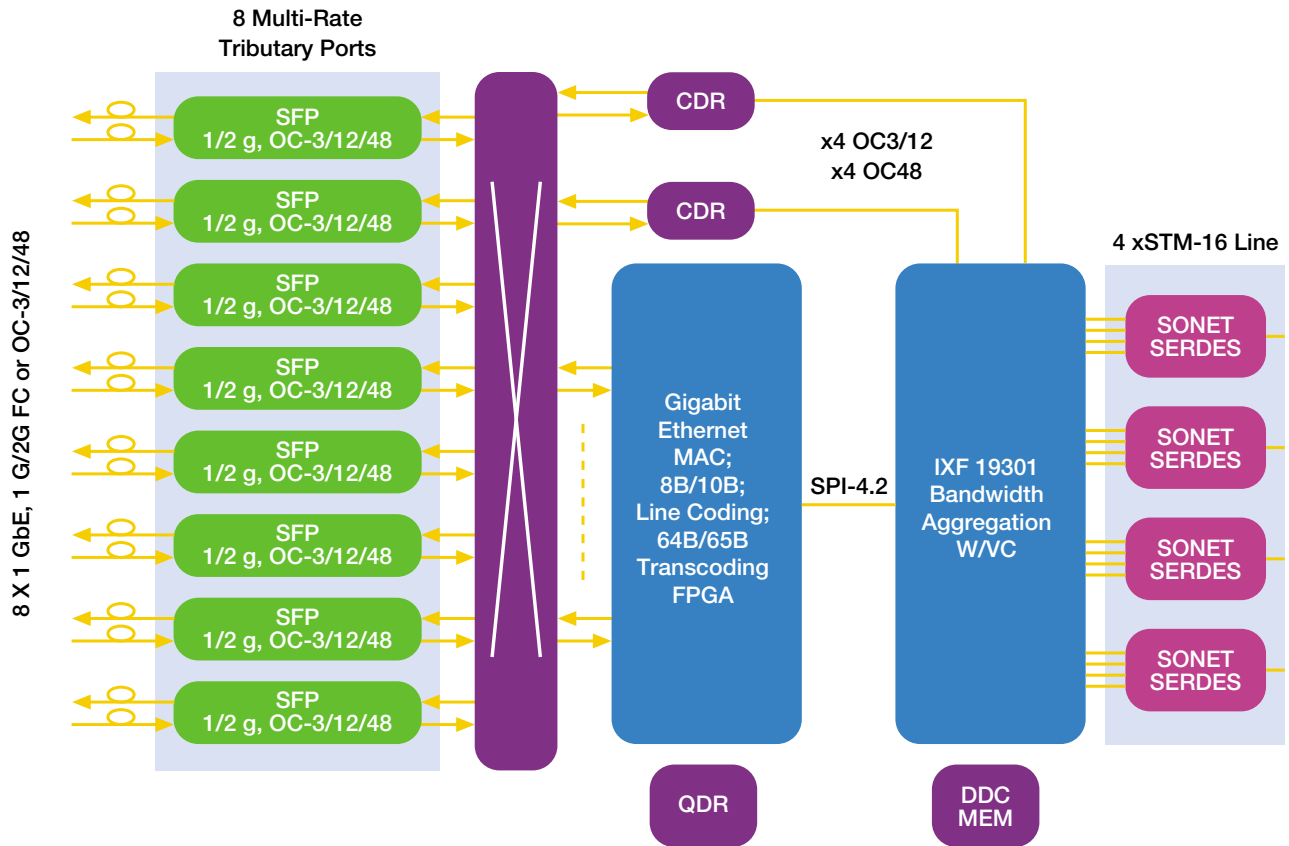 8 Multi-Rate
Tributary Ports
8 X 1 GbE, 1 G/2G FC or OC-3/12/48
SFP
1/2 g, OC-3/12/48
SFP
1/2 g, OC-3/12/48
SFP
1/2 g, OC-3/12/48
SFP
1/2 g, OC-3/12/48
SFP
1/2 g, OC-3/12/48
SFP
1/2 g, OC-3/12/48
SFP
1/2 g, OC-3/12/48
SFP
1/2 g, OC-3/12/48
CDR
CDR
x4 OC3/12
x4 OC48
Gigabit
Ethernet
MAC;
8B/10B;
Line Coding;
64B/65B
Transcoding
FPGA
SPI-4.2
IXF 19301
Bandwidth
Aggregation
W/VC
4 xSTM-16 Line
SONET
SERDES
SONET
SERDES
SONET
SERDES
SONET
SERDES
QDR
DDC
MEM